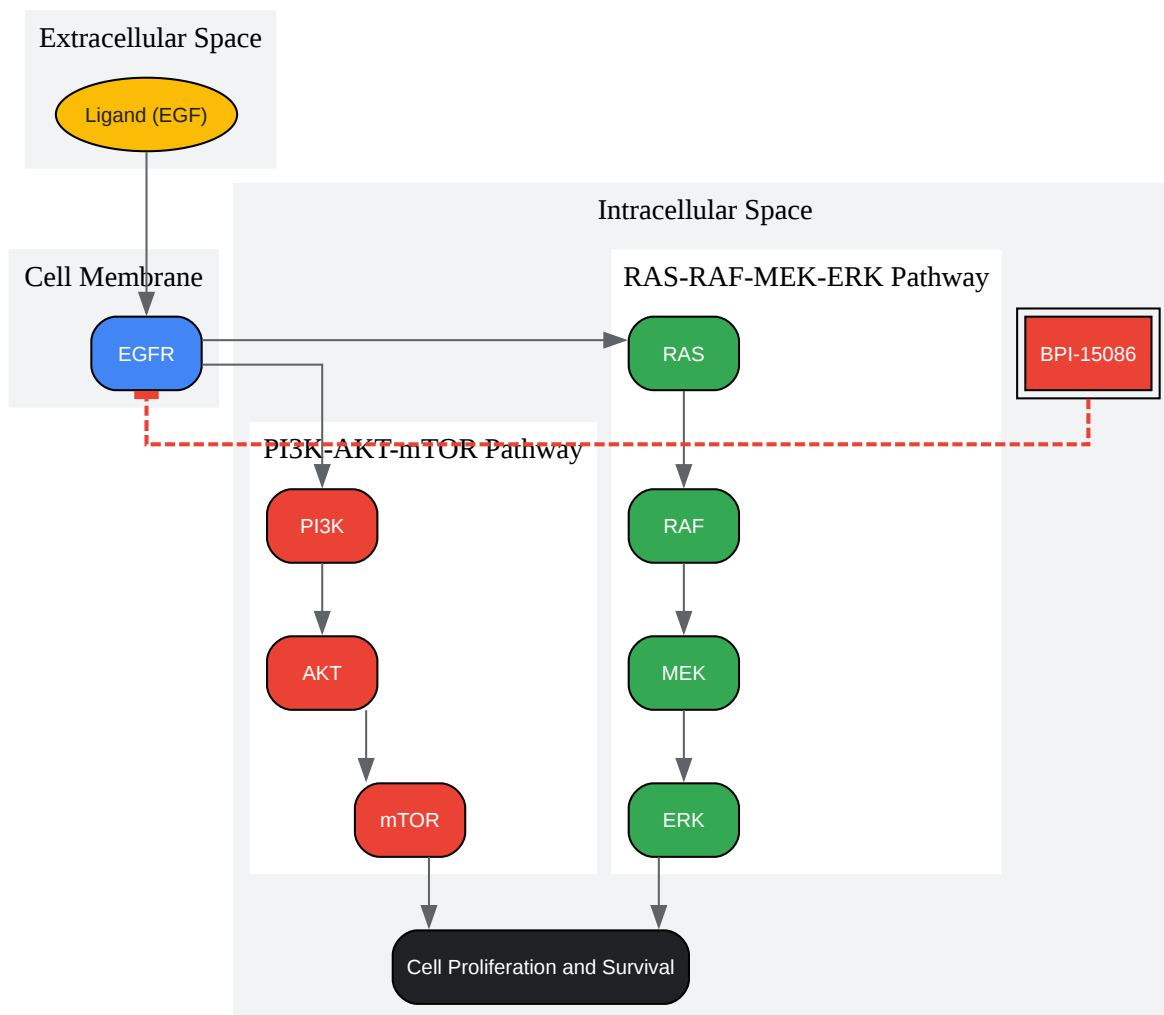 Extracellular Space
Ligand (EGF)
Intracellular Space
Cell Membrane
RAS-RAF-MEK-ERK Pathway
EGFR
RAS
BPI-15086
PI3K-AKT-mTOR Pathway
PI3K
RAF
AKT
MEK
mTOR
ERK
Cell Proliferation and Survival